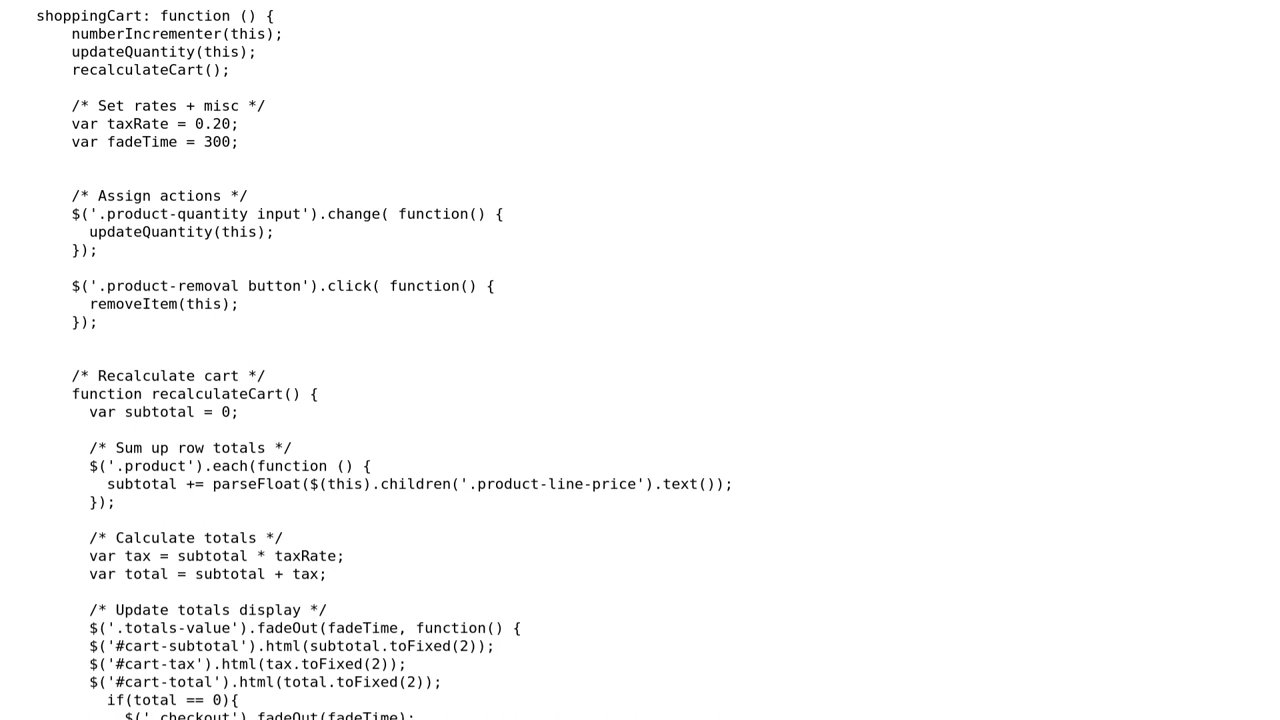 shoppingCart: function () {
numberIncrementer(this);
updateQuantity(this);
recalculateCart();
/* Set rates + misc */
var taxRate = 0.20;
var fadeTime = 300;
/* Assign actions */
$('.product-quantity input').change( function() {
updateQuantity(this);
});
$('.product-removal button').click( function() {
removeItem(this);
});
/* Recalculate cart */
function recalculateCart() {
var subtotal = 0;
/* Sum up row totals */
$('.product').each(function () {
subtotal += parseFloat($(this).children('.product-line-price').text());
});
/* Calculate totals */
var tax = subtotal * taxRate;
var total = subtotal + tax;
/* Update totals display */
$('.totals-value').fadeOut(fadeTime, function() {
$('#cart-subtotal').html(subtotal.toFixed(2));
$('#cart-tax').html(tax.toFixed(2));
$('#cart-total').html(total.toFixed(2));
if(total == 0){
$('.checkout').fadeOut(fadeTime);